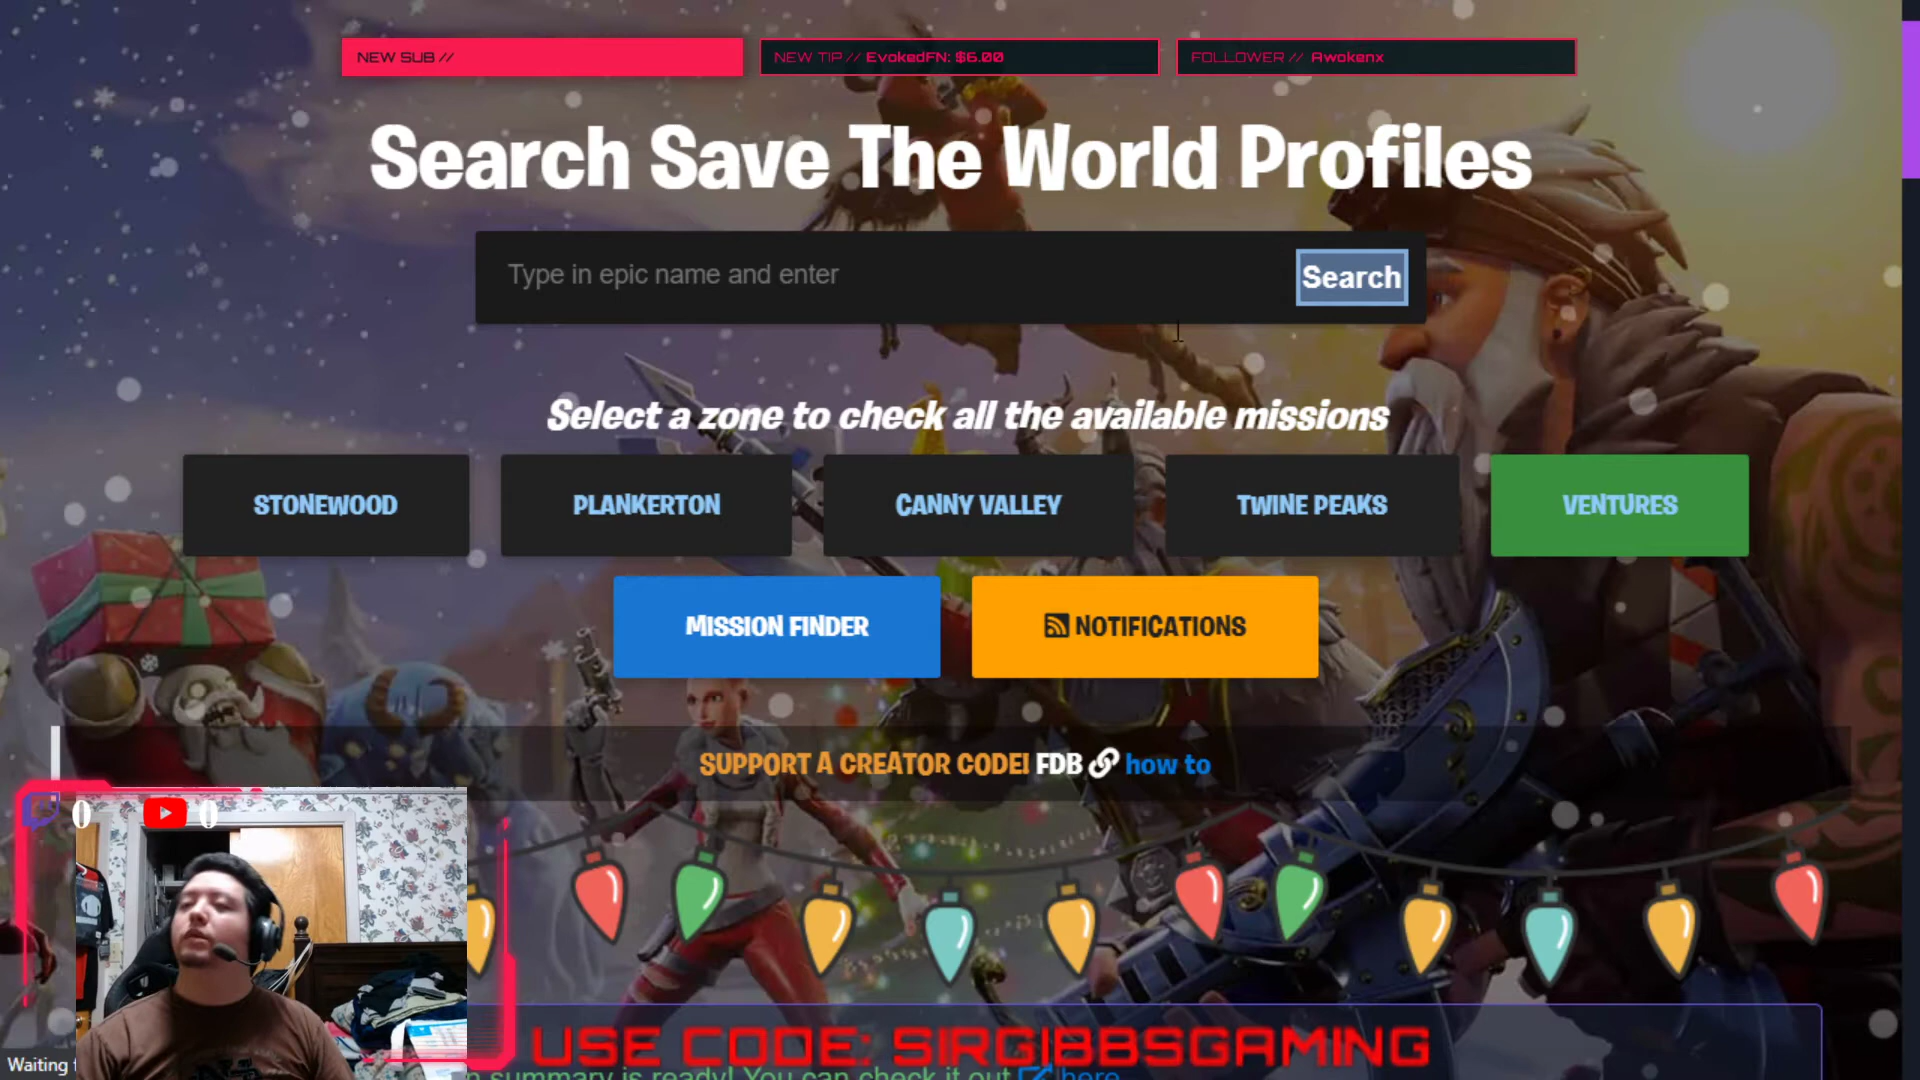 NEW SUB //
NEW TIP // EvokedFN: $6.00
FOLLOWER // Awakenx
Search Save The World Profiles
Type in epic name and enter
Search
Select a zone to check all the available missions
STONEWOOD
PLANKERTON
CANNY VALLEY
TWINE PEAKS
VENTURES
MISSION FINDER
NOTIFICATIONS
SUPPORT A CREATOR CODE! FDB how to
0 0
USE CODE: SIRGIBBSGAMING
summary is ready! You can check it out here
Waiting